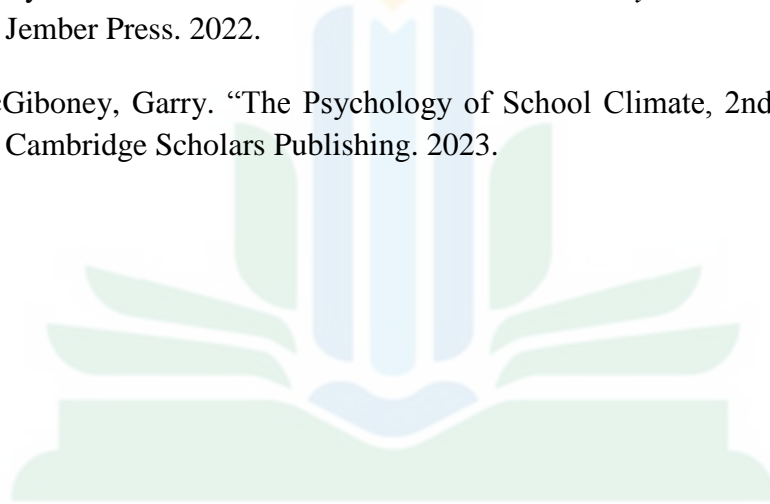 Jember Press. 2022.
Giboney, Garry. “The Psychology of School Climate, 2nd
Cambridge Scholars Publishing. 2023.